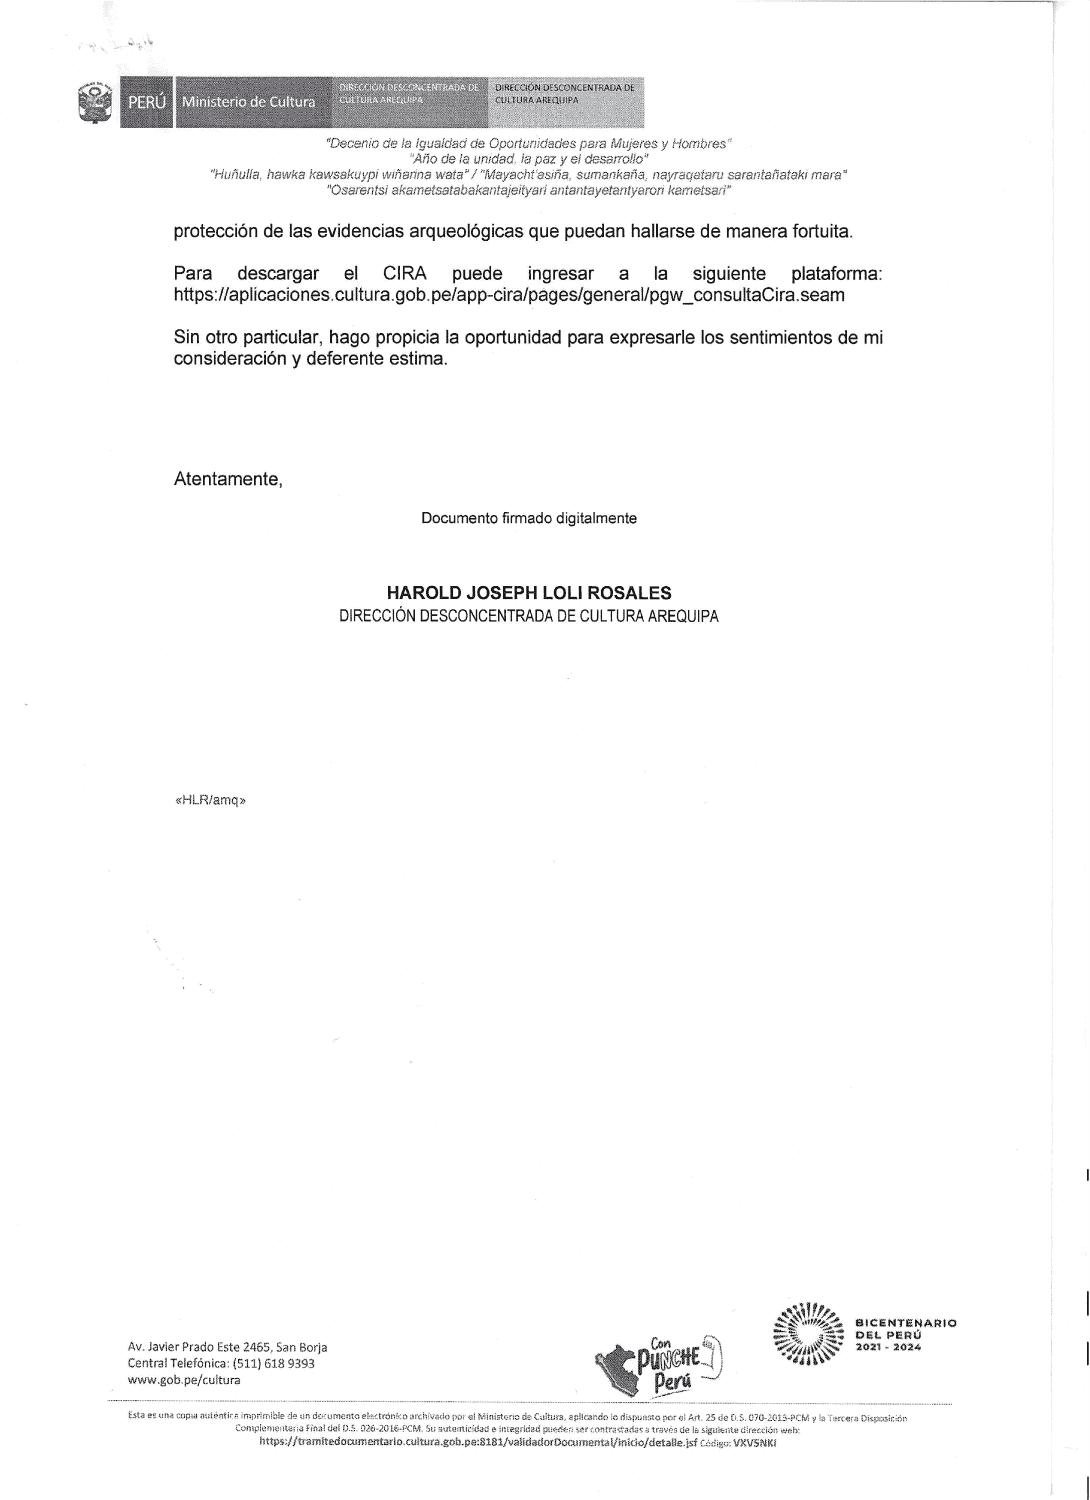 PERÚ
Ministerio de Cultura
DIRECCIÓN DESCONCENTRADA DE
CULTURA AREQUIPA
DIRECCIÓN DESCONCENTRADA DE
CULTURA AREQUIPA
"Decenio de la Igualdad de Oportunidades para Mujeres y Hombres"
"Año de la unidad, la paz y el desarrollo"
"Huñulla, hawka kawsakuypi wiñarina wata" / "Mayacht'asiña, sumankaña, nayraqataru sarantañataki mara"
"Osarentsi akametsatabakantajeityari antantayetantyarori kametsari"
protección de las evidencias arqueológicas que puedan hallarse de manera fortuita.
Para descargar el CIRA puede ingresar a la siguiente plataforma:
https://aplicaciones.cultura.gob.pe/app-cira/pages/general/pgw_consultaCira.seam
Sin otro particular, hago propicia la oportunidad para expresarle los sentimientos de mi
consideración y deferente estima.
Atentamente,
Documento firmado digitalmente
HAROLD JOSEPH LOLI ROSALES
DIRECCIÓN DESCONCENTRADA DE CULTURA AREQUIPA
«HLR/amq»
Av. Javier Prado Este 2465, San Borja
Central Telefónica: (511) 618 9393
www.gob.pe/cultura
Con
PUNCHE
Perú
BICENTENARIO
DEL PERÚ
2021 - 2024
Esta es una copia auténtica imprimible de un documento electrónico archivado por el Ministerio de Cultura, aplicando lo dispuesto por el Art. 25 de D.S. 070-2013-PCM y la Tercera Disposición
Complementaria Final del D.S. 026-2016-PCM. Su autenticidad e integridad pueden ser contrastadas a través de la siguiente dirección web:
https://tramitedocumentario.cultura.gob.pe:8181/validadorDocumental/inicio/detalle.jsf Código: VXV5NKI